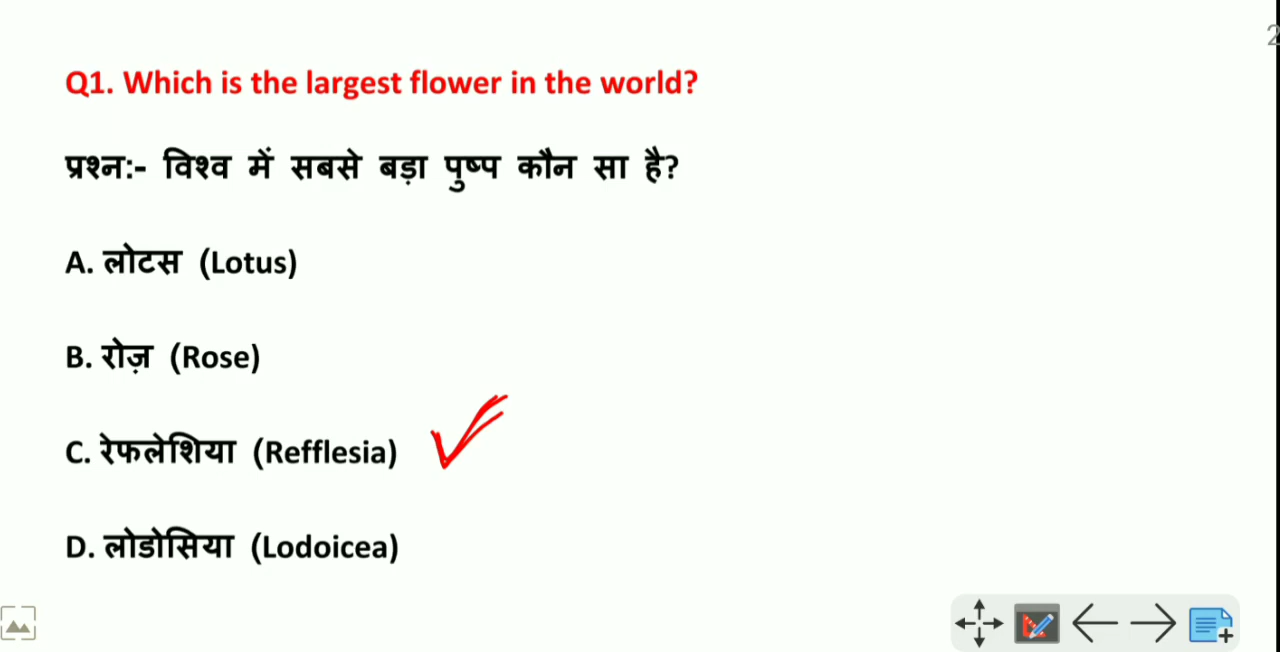 Q1. Which is the largest flower in the world?
प्रश्न:- विश्व में सबसे बड़ा पुष्प कौन सा है?
A. लोटस (Lotus)
B. रोज़ (Rose)
C. रेफलेशिया (Refflesia)
D. लोडोसिया (Lodoicea)